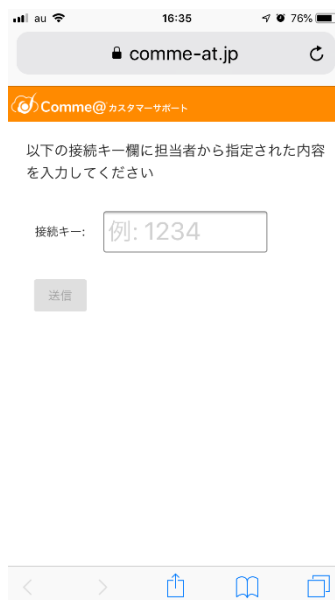 au 16:35 76%
comme-at.jp
Comme@ カスタマーサポート
以下の接続キー欄に担当者から指定された内容
を入力してください
接続キー: 例: 1234
送信